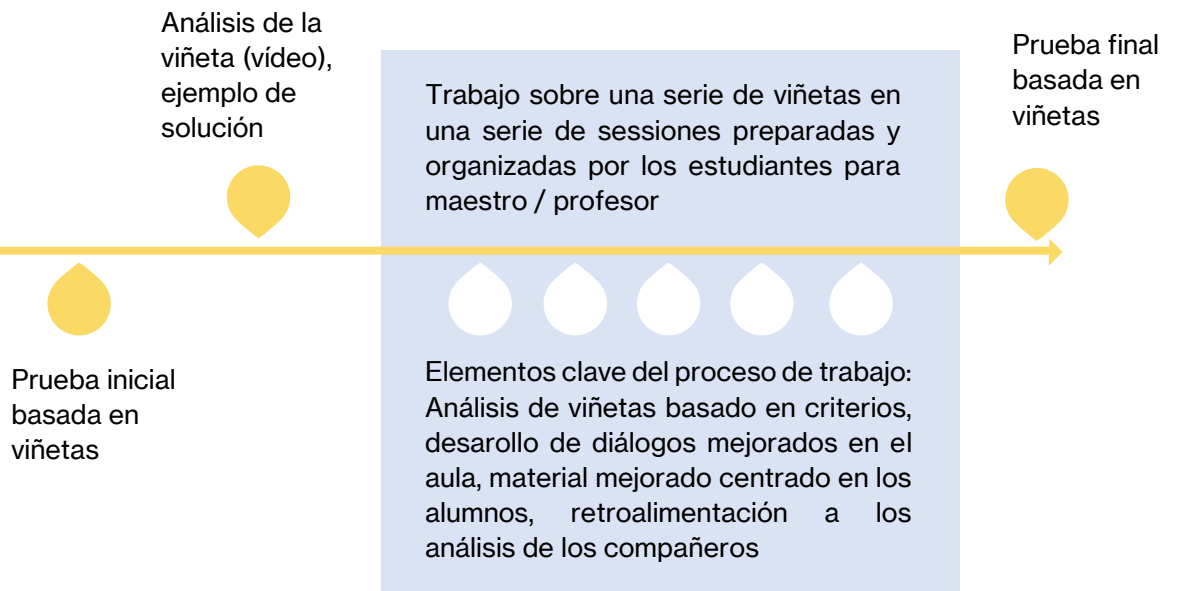 Análisis de la
viñeta (vídeo),
ejemplo de
solución
Prueba final
basada en
viñetas
Trabajo sobre una serie de viñetas en
una serie de sessiones preparadas y
organizadas por los estudiantes para
maestro / profesor
Prueba inicial
basada en
viñetas
Elementos clave del proceso de trabajo:
Análisis de viñetas basado en criterios,
desarollo de diálogos mejorados en el
aula, material mejorado centrado en los
alumnos, retroalimentación a los
análisis de los compañeros